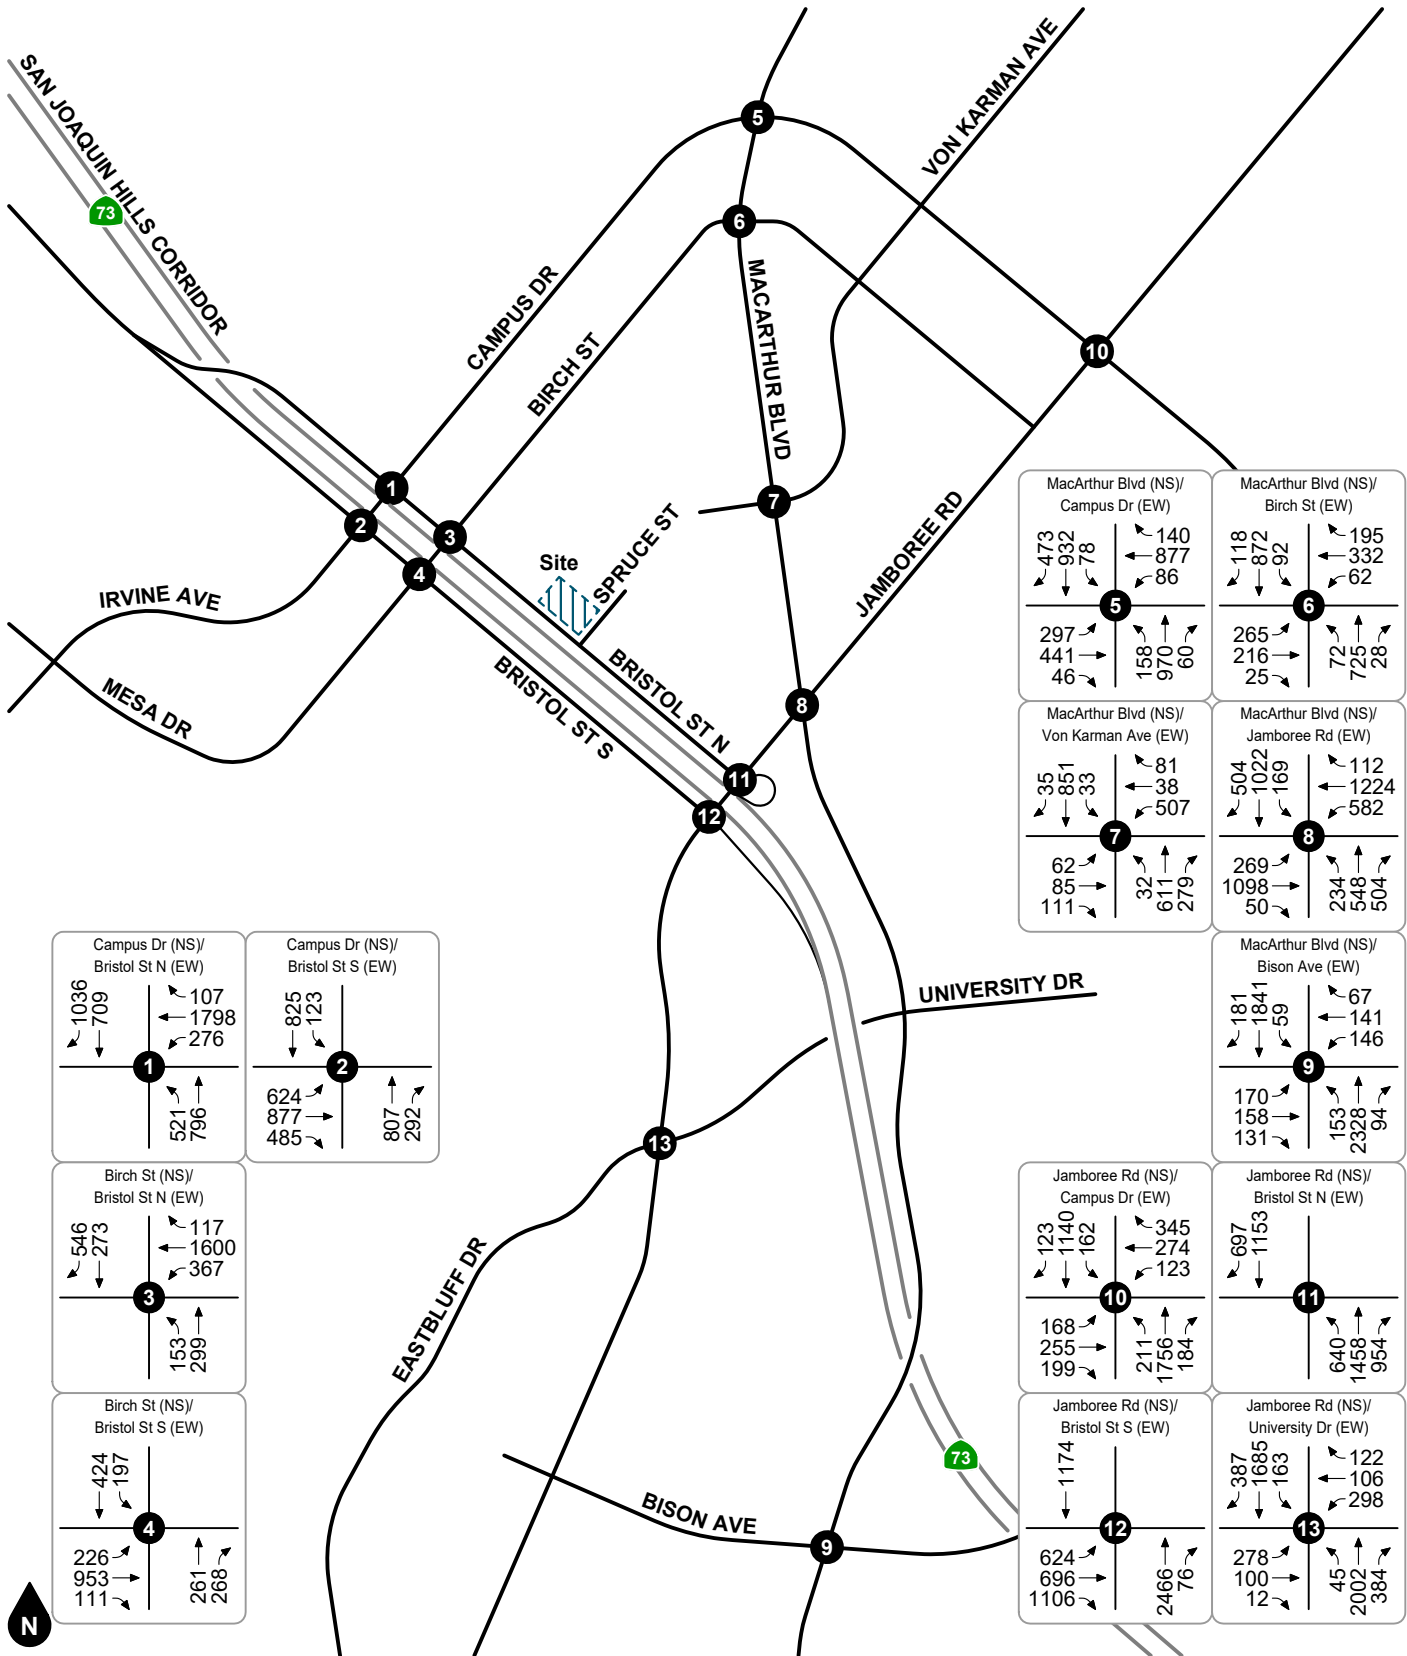 SAN JOAQUIN HILLS CORRIDOR
73
VON KARMAN AVE
5
6
CAMPUS DR
BIRCH ST
MACARTHUR BLVD
10
1
2
3
4
7
Site
SPRUCE ST
JAMBOREE RD
IRVINE AVE
MESA DR
BRISTOL ST N
BRISTOL ST S
8
11
12
UNIVERSITY DR
13
EASTBLUFF DR
73
BISON AVE
9
N
MacArthur Blvd (NS)/
Campus Dr (EW)
473 932 78
140
877
86
5
297
441
46
158 970 60
MacArthur Blvd (NS)/
Birch St (EW)
118 872 92
195
332
62
6
265
216
25
72 725 28
MacArthur Blvd (NS)/
Von Karman Ave (EW)
35 851 33
81
38
507
7
62
85
111
32 611 279
MacArthur Blvd (NS)/
Jamboree Rd (EW)
504 1022 169
112
1224
582
8
269
1098
50
234 548 504
Campus Dr (NS)/
Bristol St N (EW)
1036 709
107
1798
276
1
521 796
Campus Dr (NS)/
Bristol St S (EW)
825 123
2
624
877
485
807 292
MacArthur Blvd (NS)/
Bison Ave (EW)
181 1841 59
67
141
146
9
170
158
131
153 2328 94
Birch St (NS)/
Bristol St N (EW)
546 273
117
1600
367
3
153 299
Jamboree Rd (NS)/
Campus Dr (EW)
123 1140 162
345
274
123
10
168
255
199
211 1756 184
Jamboree Rd (NS)/
Bristol St N (EW)
697 1153
11
640 1458 954
Birch St (NS)/
Bristol St S (EW)
424 197
4
226
953
111
261 268
Jamboree Rd (NS)/
Bristol St S (EW)
1174
12
624
696
1106
2466 76
Jamboree Rd (NS)/
University Dr (EW)
387 1685 163
122
106
298
13
278
100
12
45 2002 384